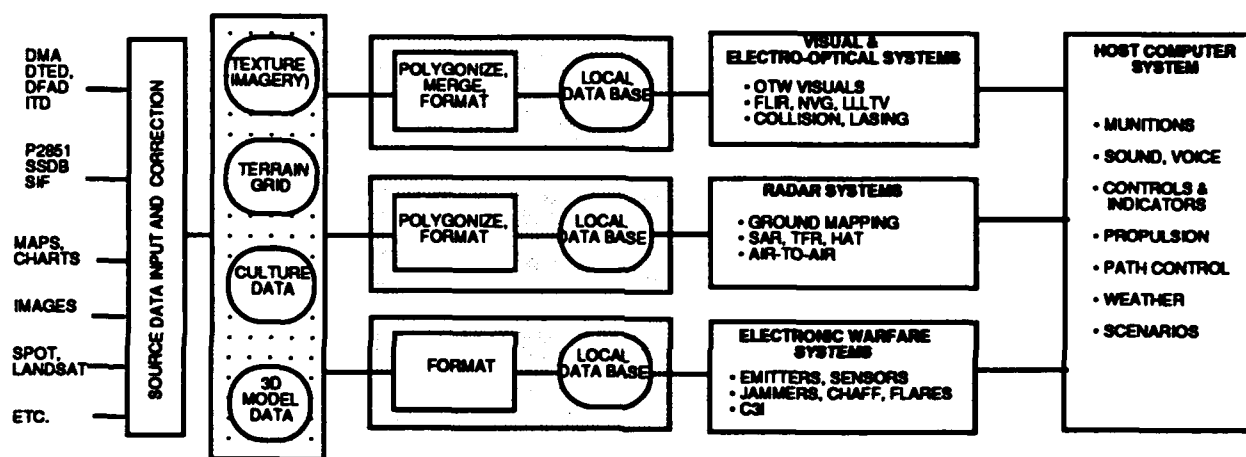 DMA
DTED,
DFAD
ITD
P2851
SSDB
SIF
MAPS,
CHARTS
IMAGES
SPOT,
LANDSAT
ETC.
SOURCE DATA INPUT AND CORRECTION
TEXTURE
IMAGERY)
TERRAIN
GRID
CULTURE
DATA
3D
MODEL
DATA
POLYGONIZE,
MERGE,
FORMAT
LOCAL
DATA BASE
VISUAL &
ELECTRO-OPTICAL SYSTEMS
• OTW VISUALS
• FLIR, NVG, LLLTV
• COLLISION, LASING
POLYGONIZE,
FORMAT
LOCAL
DATA BASE
RADAR SYSTEMS
• GROUND MAPPING
• SAR, TFR, HAT
• AIR-TO-AIR
FORMAT
LOCAL
DATA BASE
ELECTRONIC WARFARE
SYSTEMS
• EMITTERS, SENSORS
• JAMMERS, CHAFF, FLARES
• C3I
HOST COMPUTER
SYSTEM
• MUNITIONS
• SOUND, VOICE
• CONTROLS &
INDICATORS
• PROPULSION
• PATH CONTROL
• WEATHER
• SCENARIOS